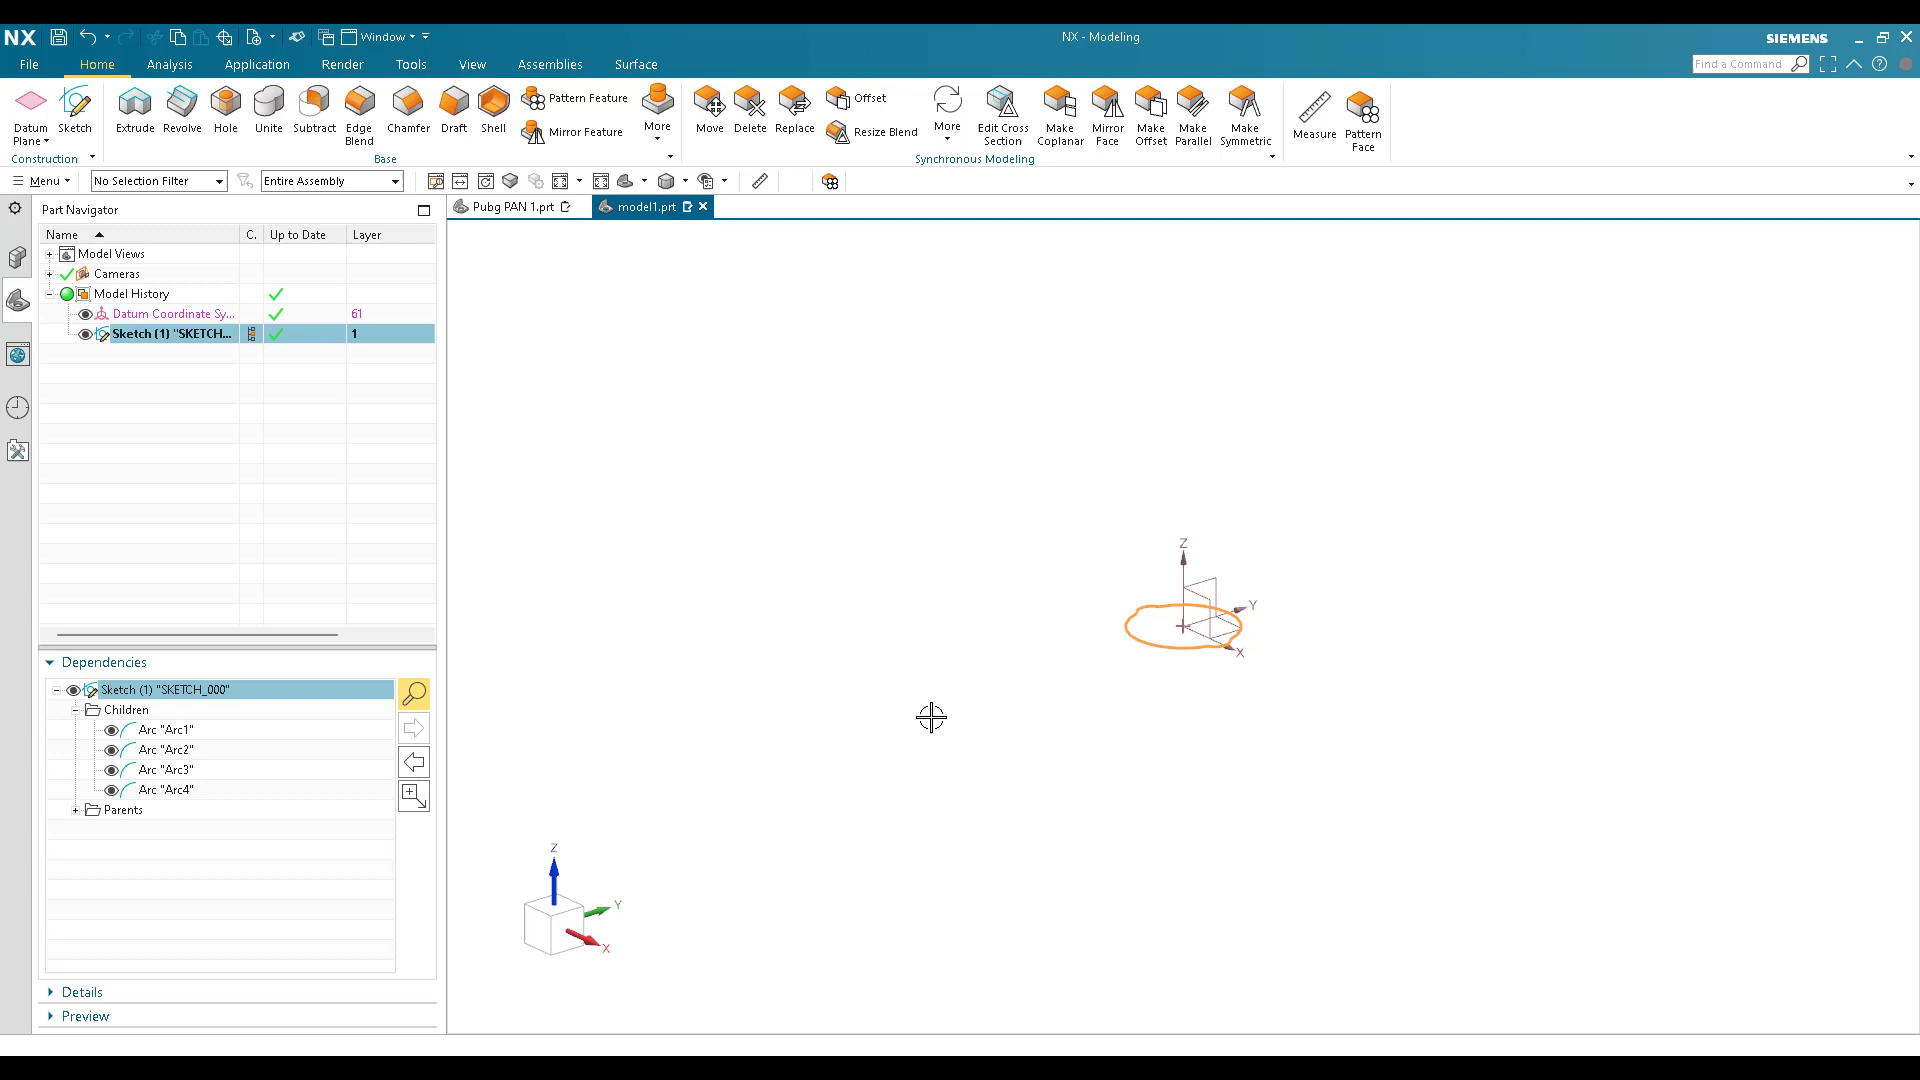 NX Window NX - Modeling SIEMENS
File Home Analysis Application Render Tools View Assemblies Surface Find a Command
Datum Plane Sketch Extrude Revolve Hole Unite Subtract Edge Blend Chamfer Draft Shell Pattern Feature Mirror Feature More Move Delete Replace Offset Resize Blend More Edit Cross Section Make Coplanar Mirror Face Make Offset Make Parallel Make Symmetric Measure Pattern Face
Construction Base Synchronous Modeling
Menu No Selection Filter Entire Assembly
Part Navigator
Pubg PAN 1.prt model1.prt
Name C. Up to Date Layer
Model Views
Cameras
Model History
Datum Coordinate Sy... 61
Sketch (1) "SKETCH... 1
Z
Y
X
Dependencies
Sketch (1) "SKETCH_000"
Children
Arc "Arc1"
Arc "Arc2"
Arc "Arc3"
Arc "Arc4"
Parents
Z
Y
X
Details
Preview